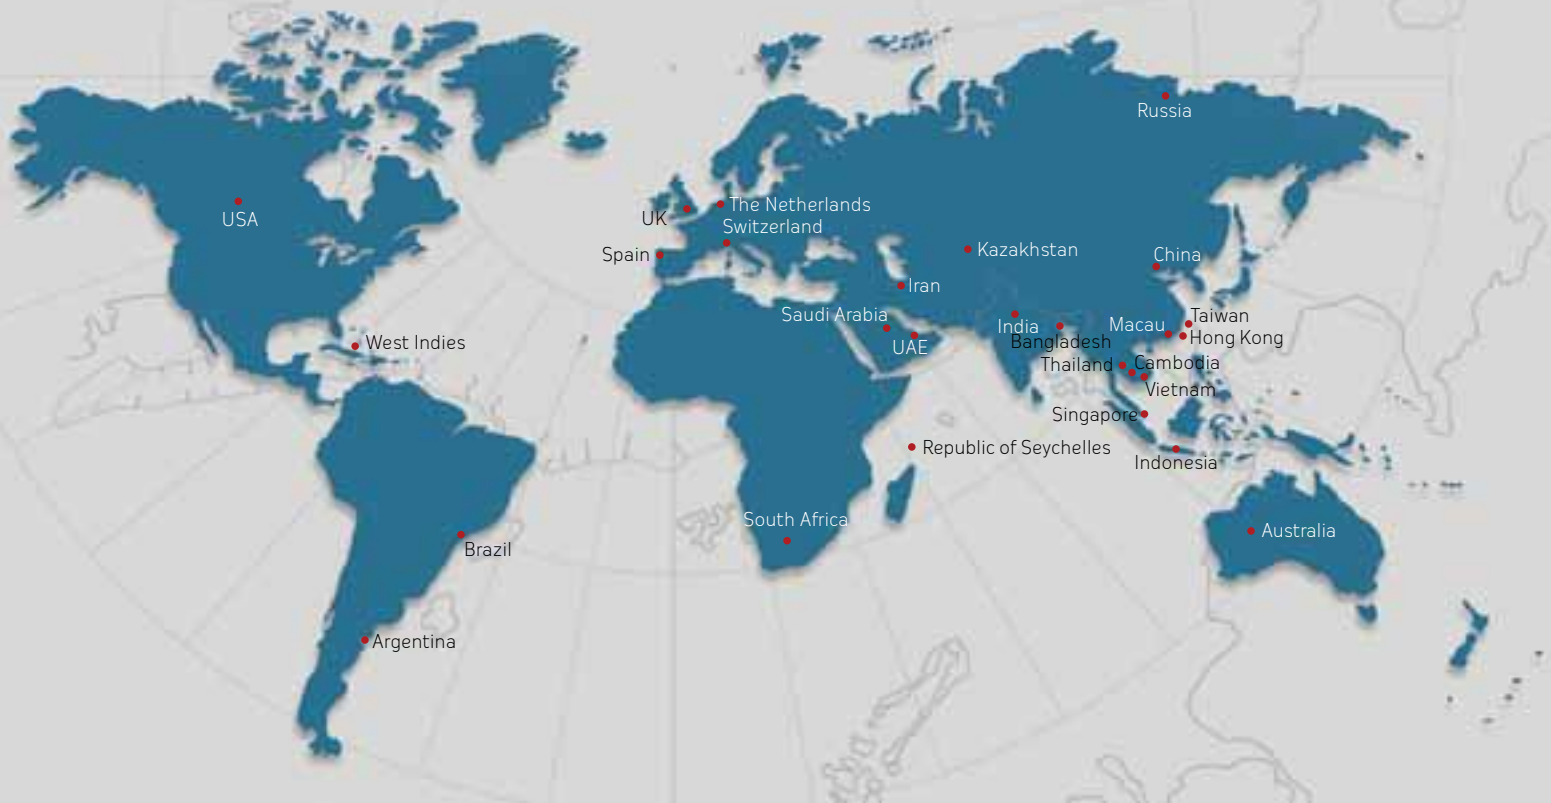 Russia
USA
UK
The Netherlands
Switzerland
Spain
Kazakhstan
China
Iran
Saudi Arabia
UAE
India
Bangladesh
Macau
Taiwan
Hong Kong
West Indies
Thailand
Cambodia
Vietnam
Singapore
Republic of Seychelles
Indonesia
South Africa
Australia
Brazil
Argentina